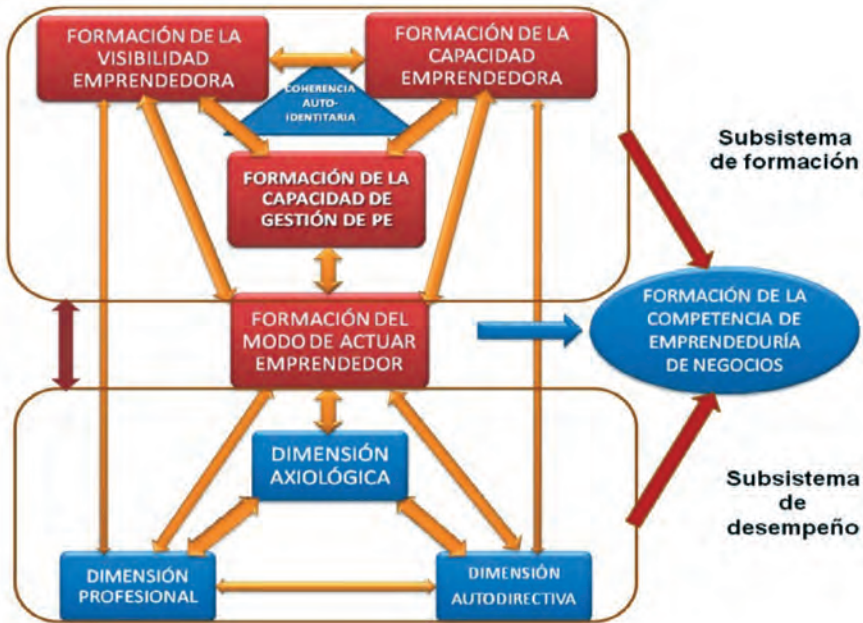 FORMACIÓN DE LA
VISIBILIDAD
EMPRENDEDORA
FORMACIÓN DE LA
CAPACIDAD
EMPRENDEDORA
COHERENCIA
AUTO-
IDENTITARIA
FORMACIÓN DE LA
CAPACIDAD DE
GESTIÓN DE PE
Subsistema
de formación
FORMACIÓN DEL
MODO DE ACTUAR
EMPRENDEDOR
FORMACIÓN DE LA
COMPETENCIA DE
EMPRENDEDURÍA
DE NEGOCIOS
DIMENSIÓN
AXIOLÓGICA
Subsistema
de
desempeño
DIMENSIÓN
PROFESIONAL
DIMENSIÓN
AUTODIRECTIVA